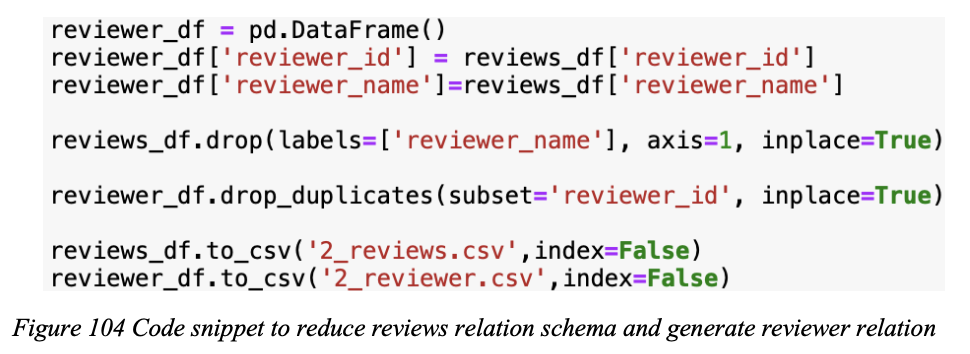 reviewer_df = pd.DataFrame()
reviewer_df['reviewer_id'] = reviews_df['reviewer_id']
reviewer_df['reviewer_name']=reviews_df['reviewer_name']
reviews_df.drop(labels=['reviewer_name'], axis=1, inplace=True)
reviewer_df.drop_duplicates(subset='reviewer_id', inplace=True)
reviews_df.to_csv('2_reviews.csv',index=False)
reviewer_df.to_csv('2_reviewer.csv',index=False)
Figure 104 Code snippet to reduce reviews relation schema and generate reviewer relation